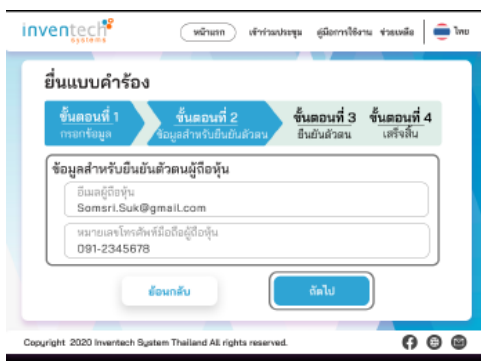 inventech
systems
หน้าแรก เข้าร่วมประชุม คู่มือการใช้งาน ช่วยเหลือ ไทย
ยื่นแบบคำร้อง
ขั้นตอนที่ 1 ขั้นตอนที่ 2 ขั้นตอนที่ 3 ขั้นตอนที่ 4
กรอกข้อมูล ข้อมูลสำหรับยืนยันตัวตน ยืนยันตัวตน เสร็จสิ้น
ข้อมูลสำหรับยืนยันตัวตนผู้ถือหุ้น
อีเมลผู้ถือหุ้น
Somsri.Suk@gmail.com
หมายเลขโทรศัพท์มือถือผู้ถือหุ้น
091-2345678
ย้อนกลับ ถัดไป
Copyright 2020 Inventech System Thailand All rights reserved.